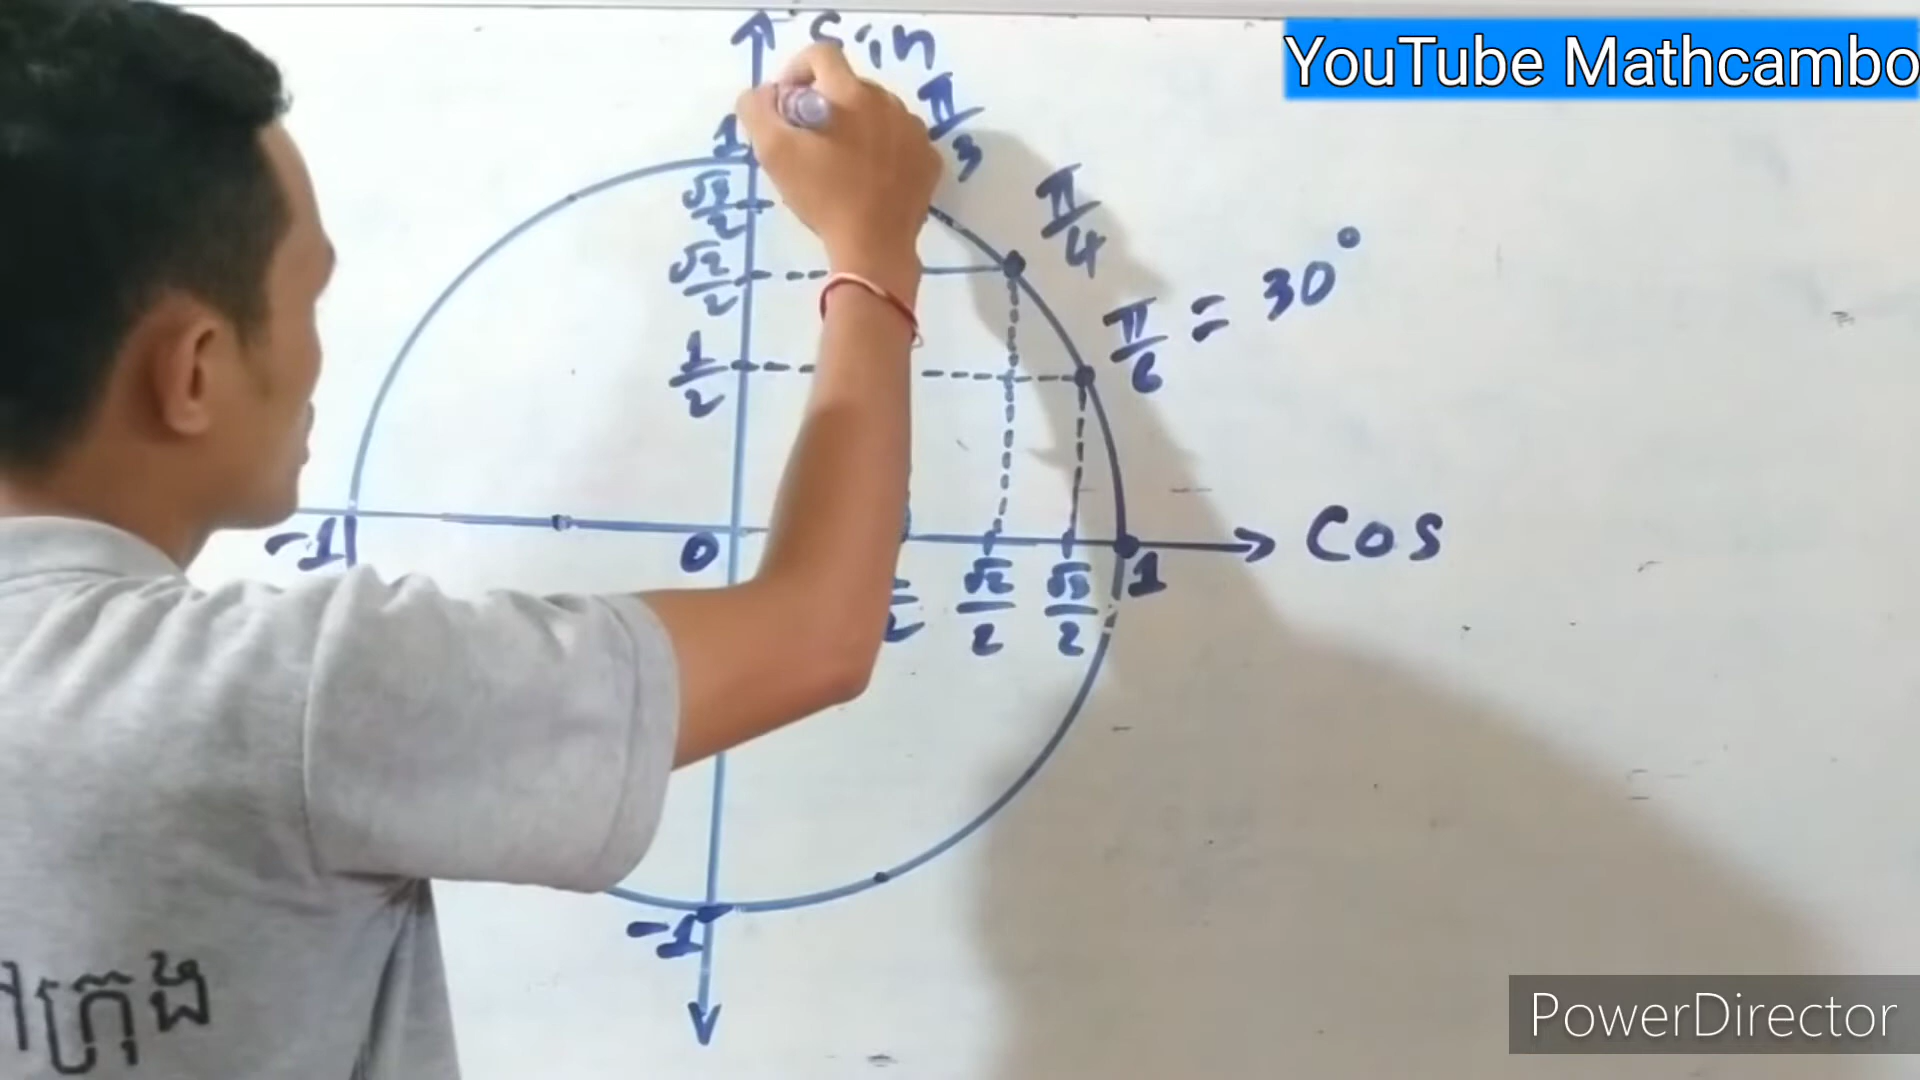 YouTube Mathcambo
sin
π/3
1
√3/2
π/4
√2/2
π/6 = 30°
1/2
-1
0
cos
√2/2
√3/2
1
-1
ក្រុង
PowerDirector